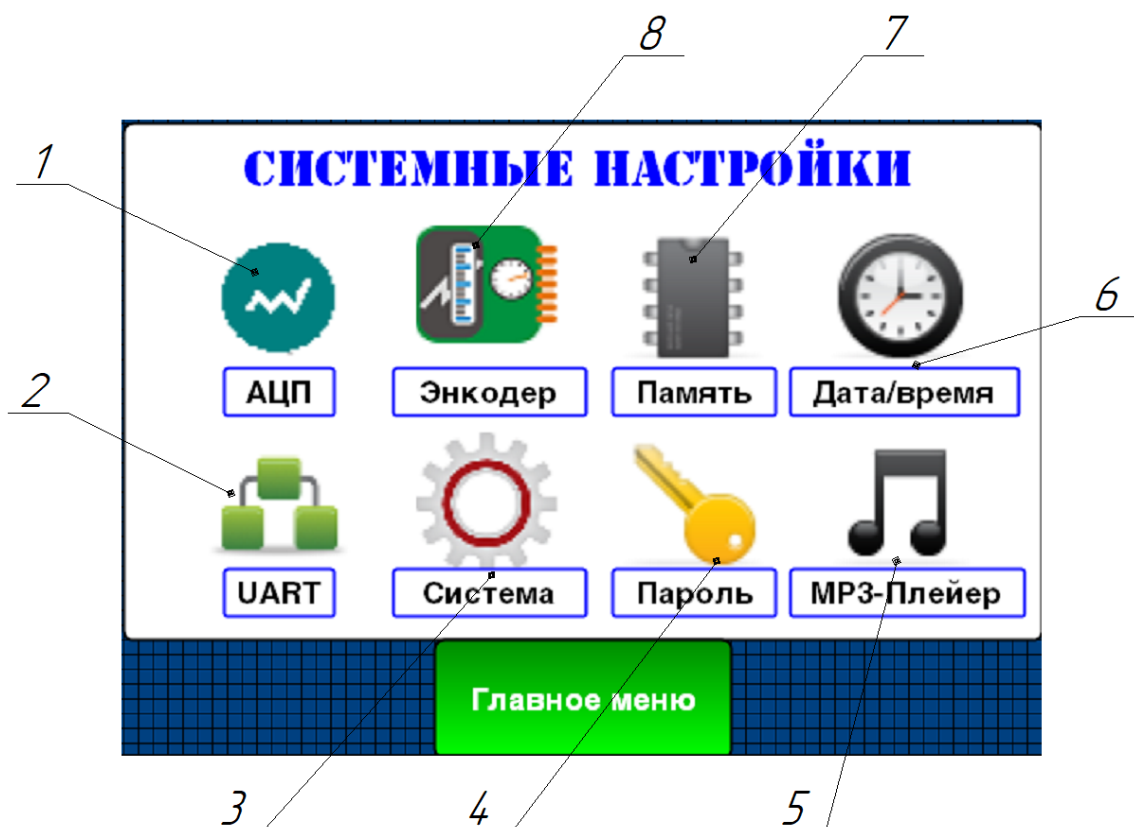 8 7
1
СИСТЕМНЫЕ НАСТРОЙКИ
6
АЦП Энкодер Память Дата/время
2
UART Система Пароль MP3-Плейер
Главное меню
3 4 5